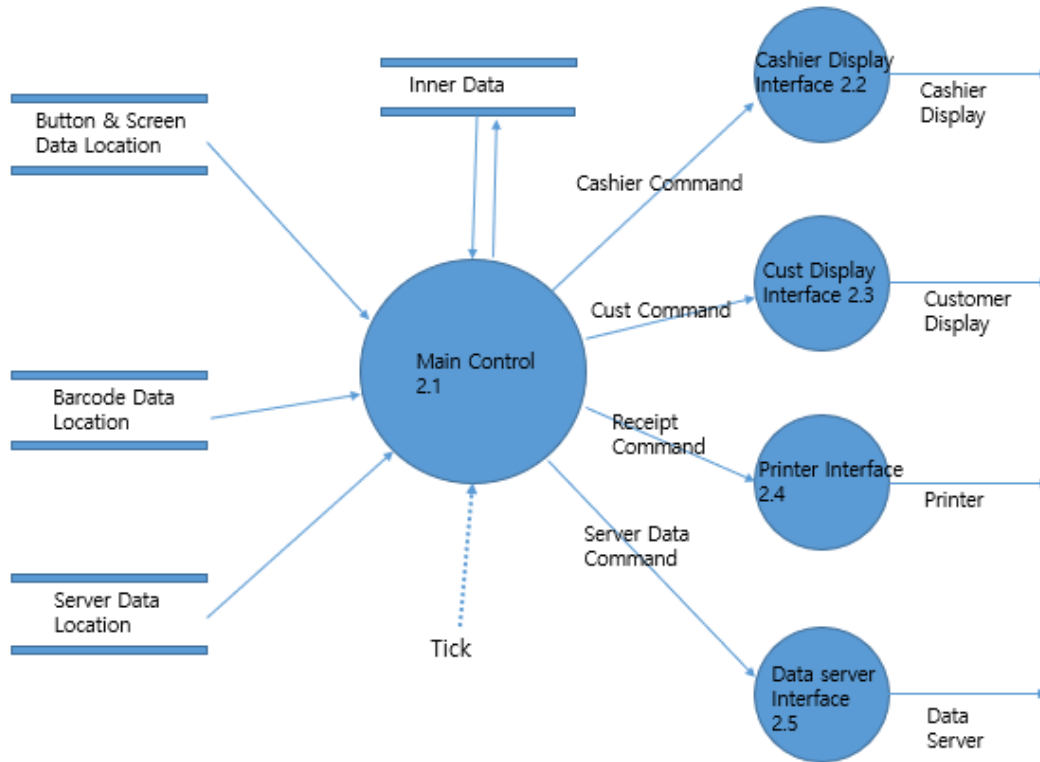 Inner Data
Button & Screen
Data Location
Barcode Data
Location
Server Data
Location
Main Control
2.1
Tick
Cashier Command
Cust Command
Receipt
Command
Server Data
Command
Cashier Display
Interface 2.2
Cashier
Display
Cust Display
Interface 2.3
Customer
Display
Printer Interface
2.4
Printer
Data server
Interface
2.5
Data
Server